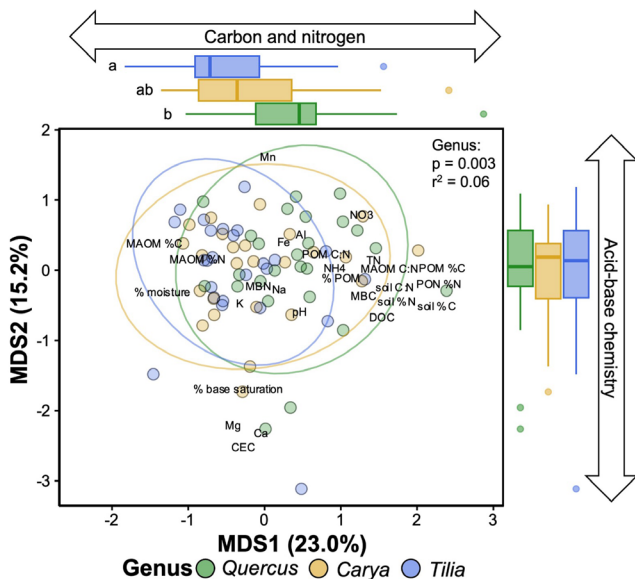 Carbon and nitrogen
a
ab
b
Genus:
p = 0.003
r² = 0.06
Mn
NO3
Al
Fe
MAOM %C
MAOM %N
POM C:N
TN
NH4
MAOM C:N
POM %C
% POM
PON %N
soil C:N
% moisture
MBN
Na
MBC
soil %N
soil %C
K
pH
DOC
% base saturation
Mg
Ca
CEC
2
1
0
-1
-2
-3
MDS2 (15.2%)
Acid-base chemistry
-2 -1 0 1 2 3
MDS1 (23.0%)
Genus Quercus Carya Tilia